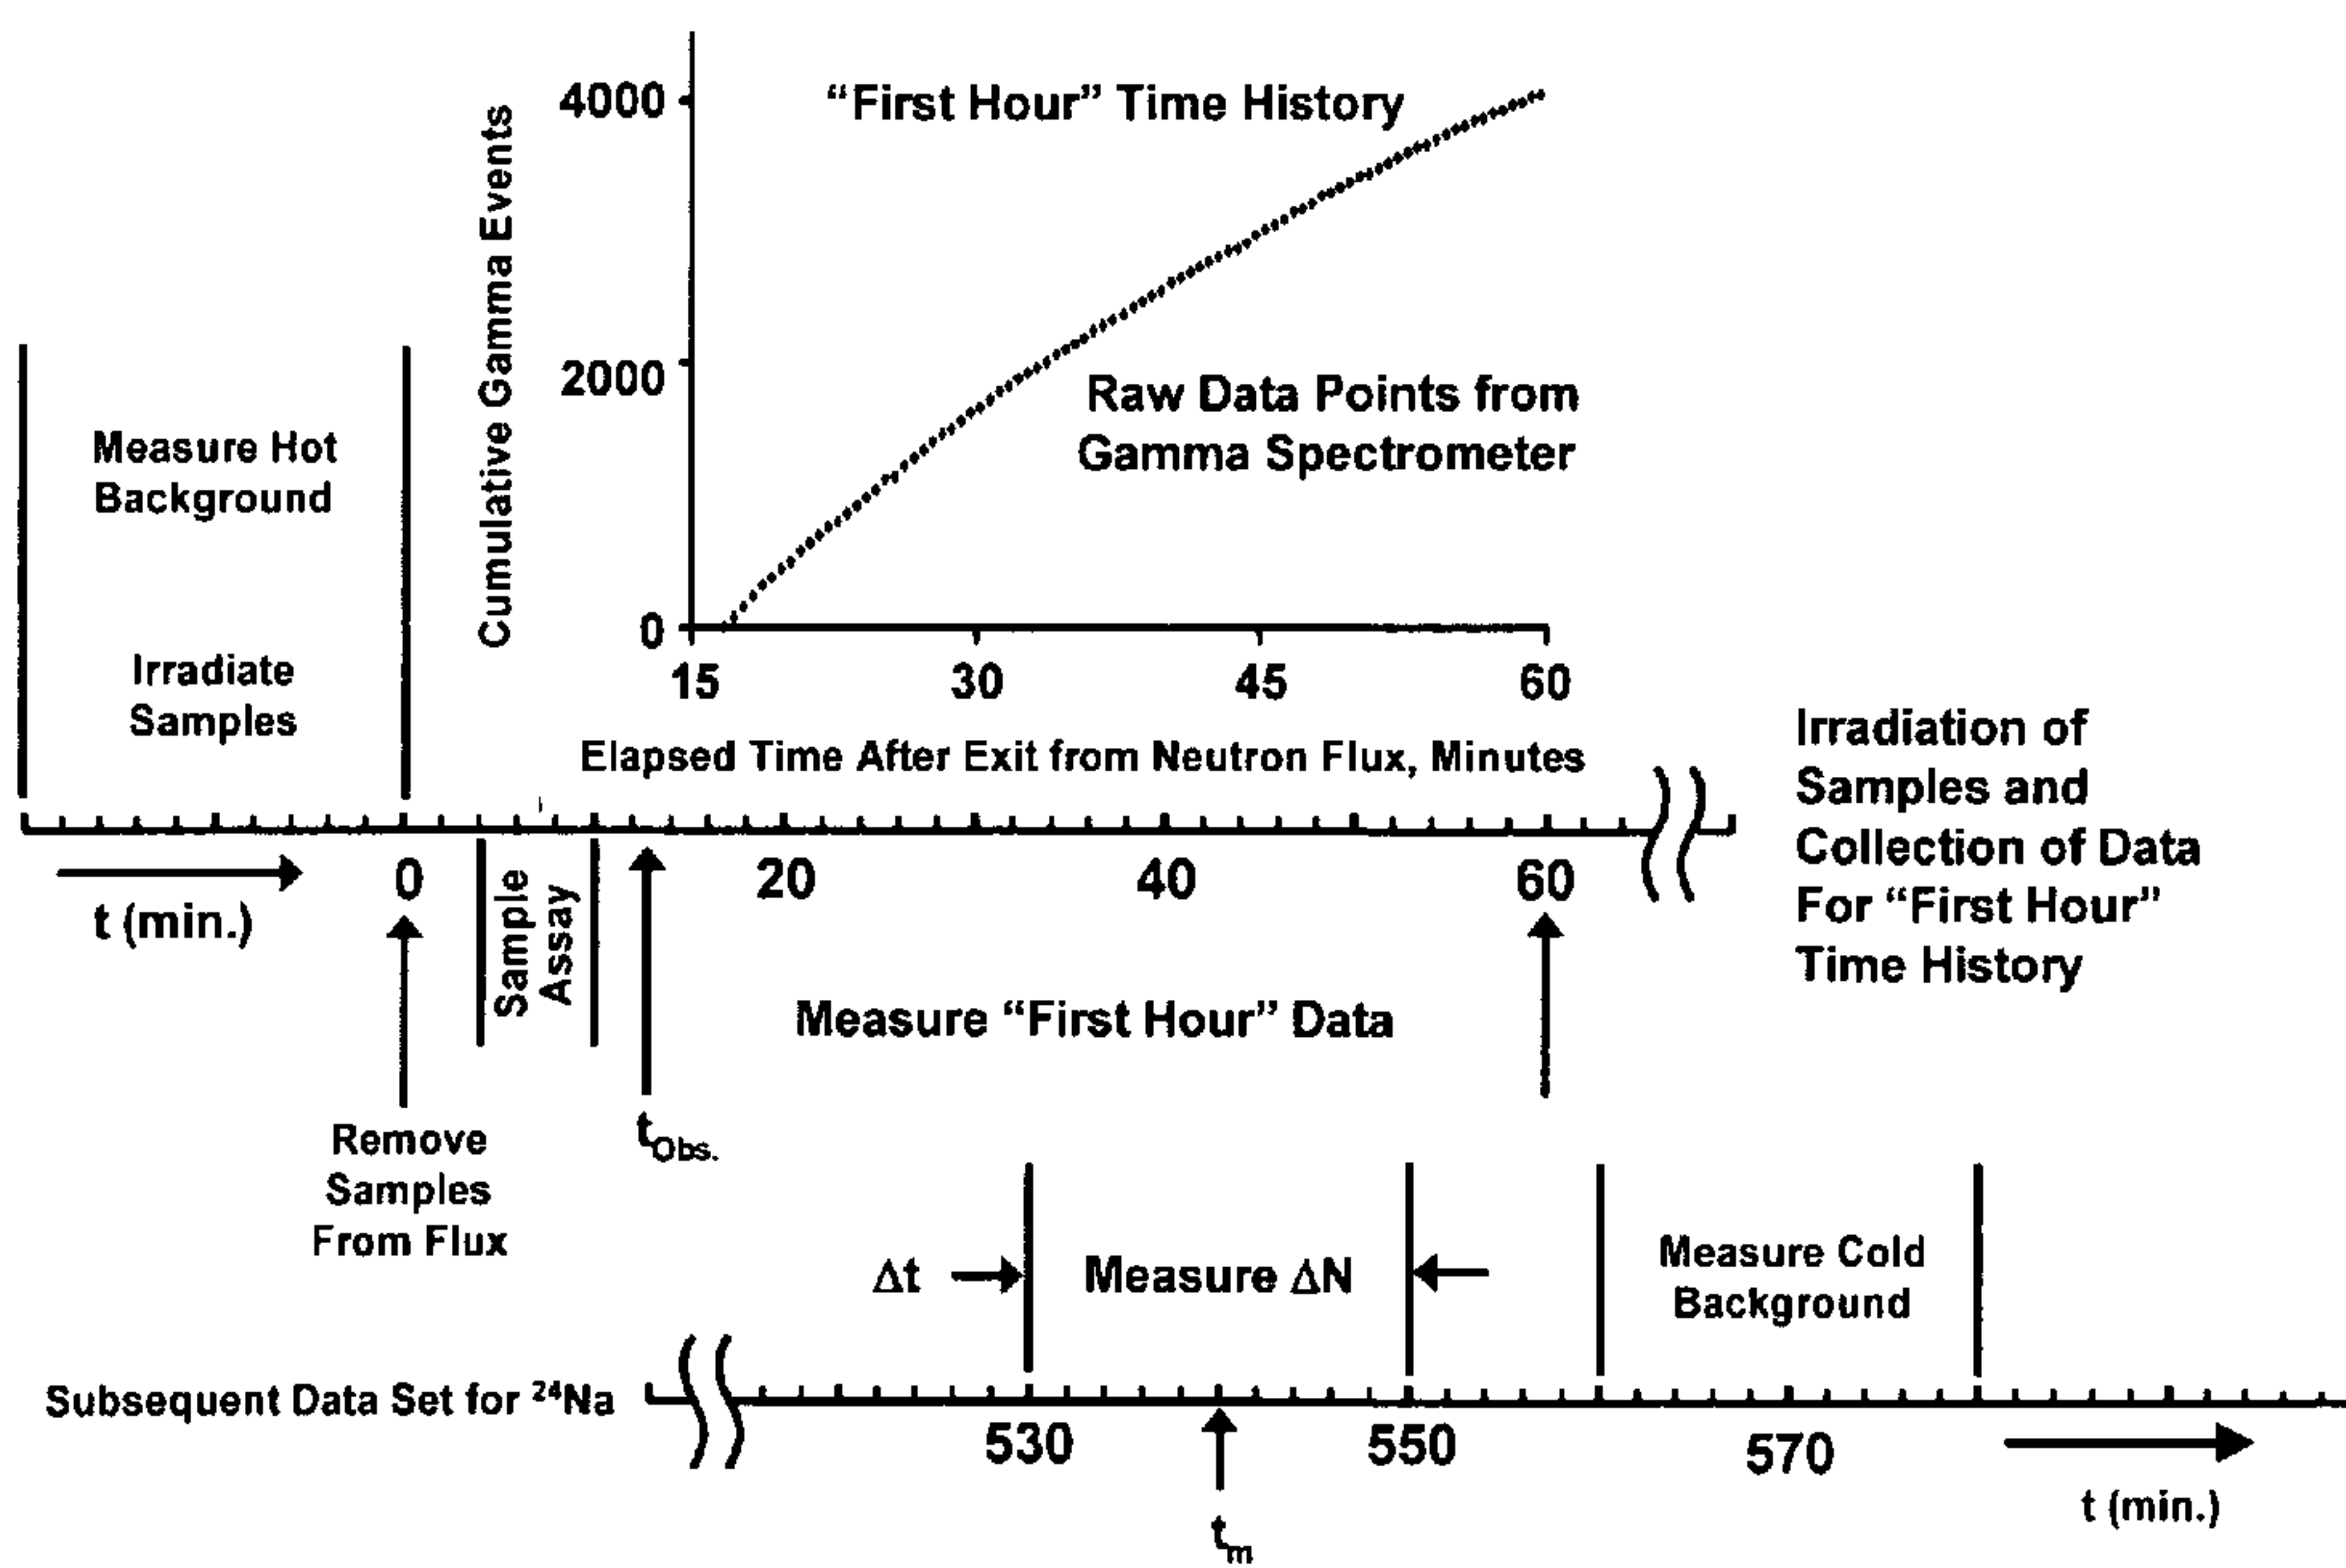 4000
“First Hour” Time History
Cumulative Gamma Events
2000
Raw Data Points from
Gamma Spectrometer
0
15 30 45 60
Elapsed Time After Exit from Neutron Flux, Minutes
Measure Hot
Background
Irradiate
Samples
Irradiation of
Samples and
Collection of Data
For “First Hour”
Time History
0 20 40 60
t (min.)
Sample
Assay
Measure “First Hour” Data
Remove
Samples
From Flux
tObs.
Δt
Measure ΔN
Measure Cold
Background
Subsequent Data Set for ²⁴Na
530 550 570
tm
t (min.)